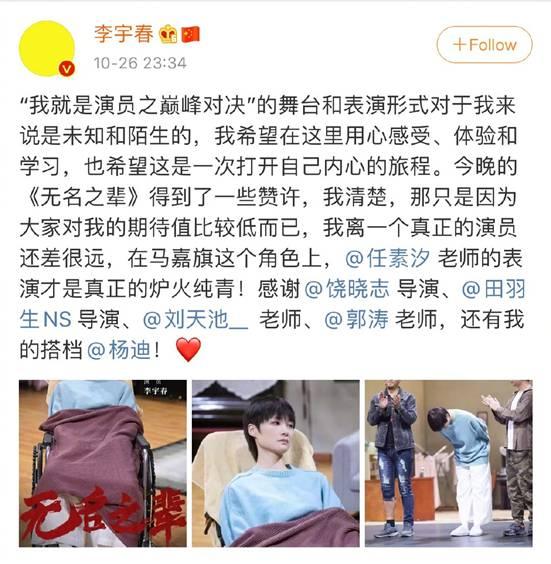 李宇春
10-26 23:34
+Follow
“我就是演员之巅峰对决”的舞台和表演形式对于我来
说是未知和陌生的，我希望在这里用心感受、体验和
学习，也希望这是一次打开自己内心的旅程。今晚的
《无名之辈》得到了一些赞许，我清楚，那只是因为
大家对我的期待值比较低而已，我离一个真正的演员
还差很远，在马嘉旗这个角色上，@任素汐 老师的表
演才是真正的炉火纯青！感谢@饶晓志 导演、@田羽
生NS 导演、@刘天池__ 老师、@郭涛 老师，还有我
的搭档@杨迪！
演员
李宇春
无名之辈